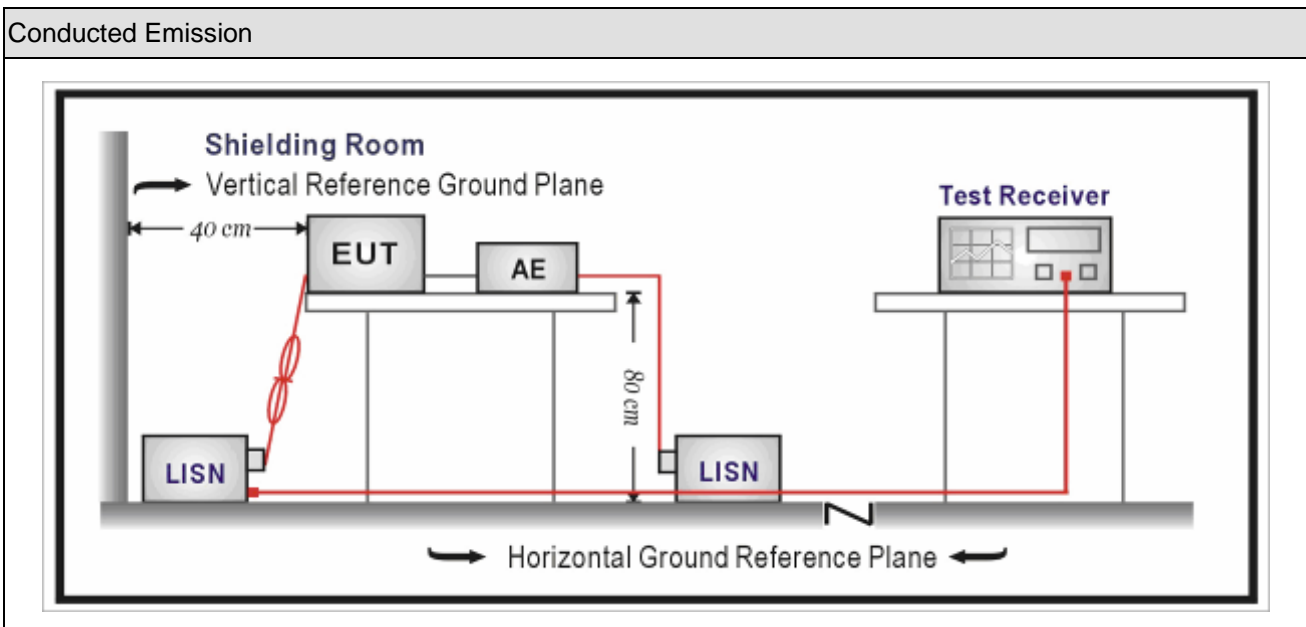 Conducted Emission
Shielding Room
Vertical Reference Ground Plane
Test Receiver
40 cm
EUT
AE
80 cm
LISN
LISN
Horizontal Ground Reference Plane